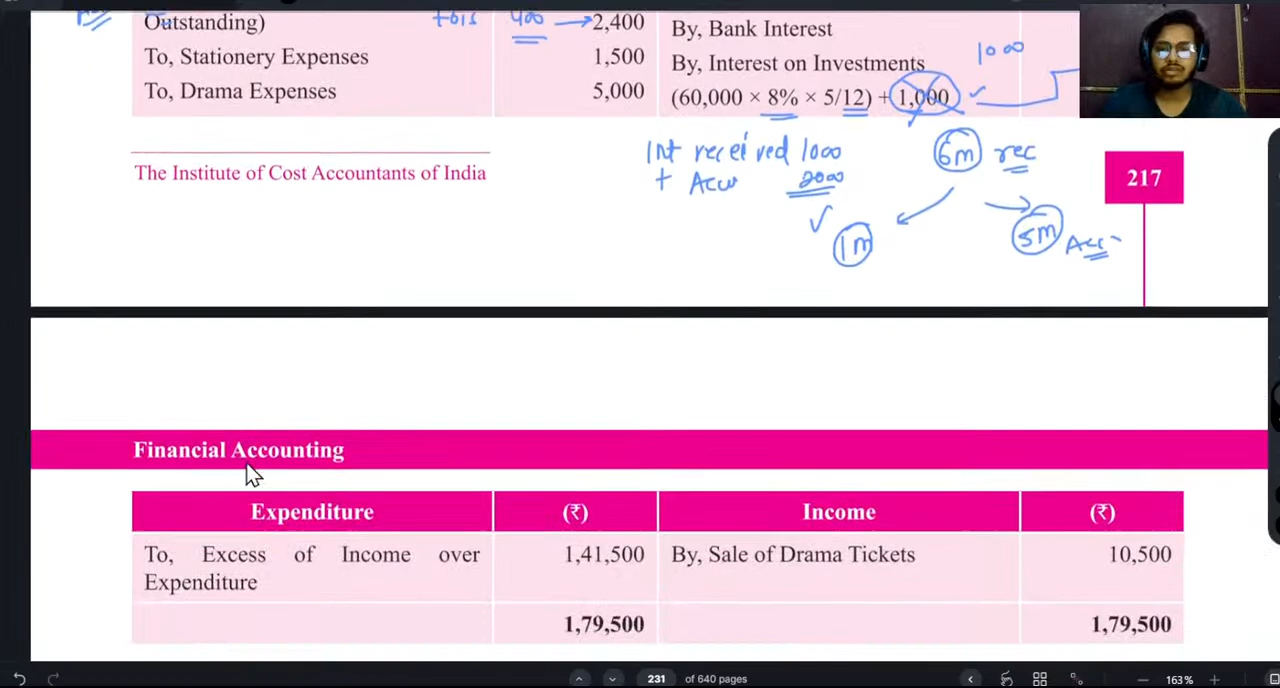 Outstanding) 400 → 2,400 By, Bank Interest
To, Stationery Expenses 1,500 By, Interest on Investments 1000
To, Drama Expenses 5,000 (60,000 × 8% × 5/12) + 1,000
The Institute of Cost Accountants of India
Int received 1000
+ Accu 2000
6m rec
1m
5m Acc
217
Financial Accounting
Expenditure (₹) Income (₹)
To, Excess of Income over 1,41,500 By, Sale of Drama Tickets 10,500
Expenditure
1,79,500 1,79,500
231 of 640 pages 163%